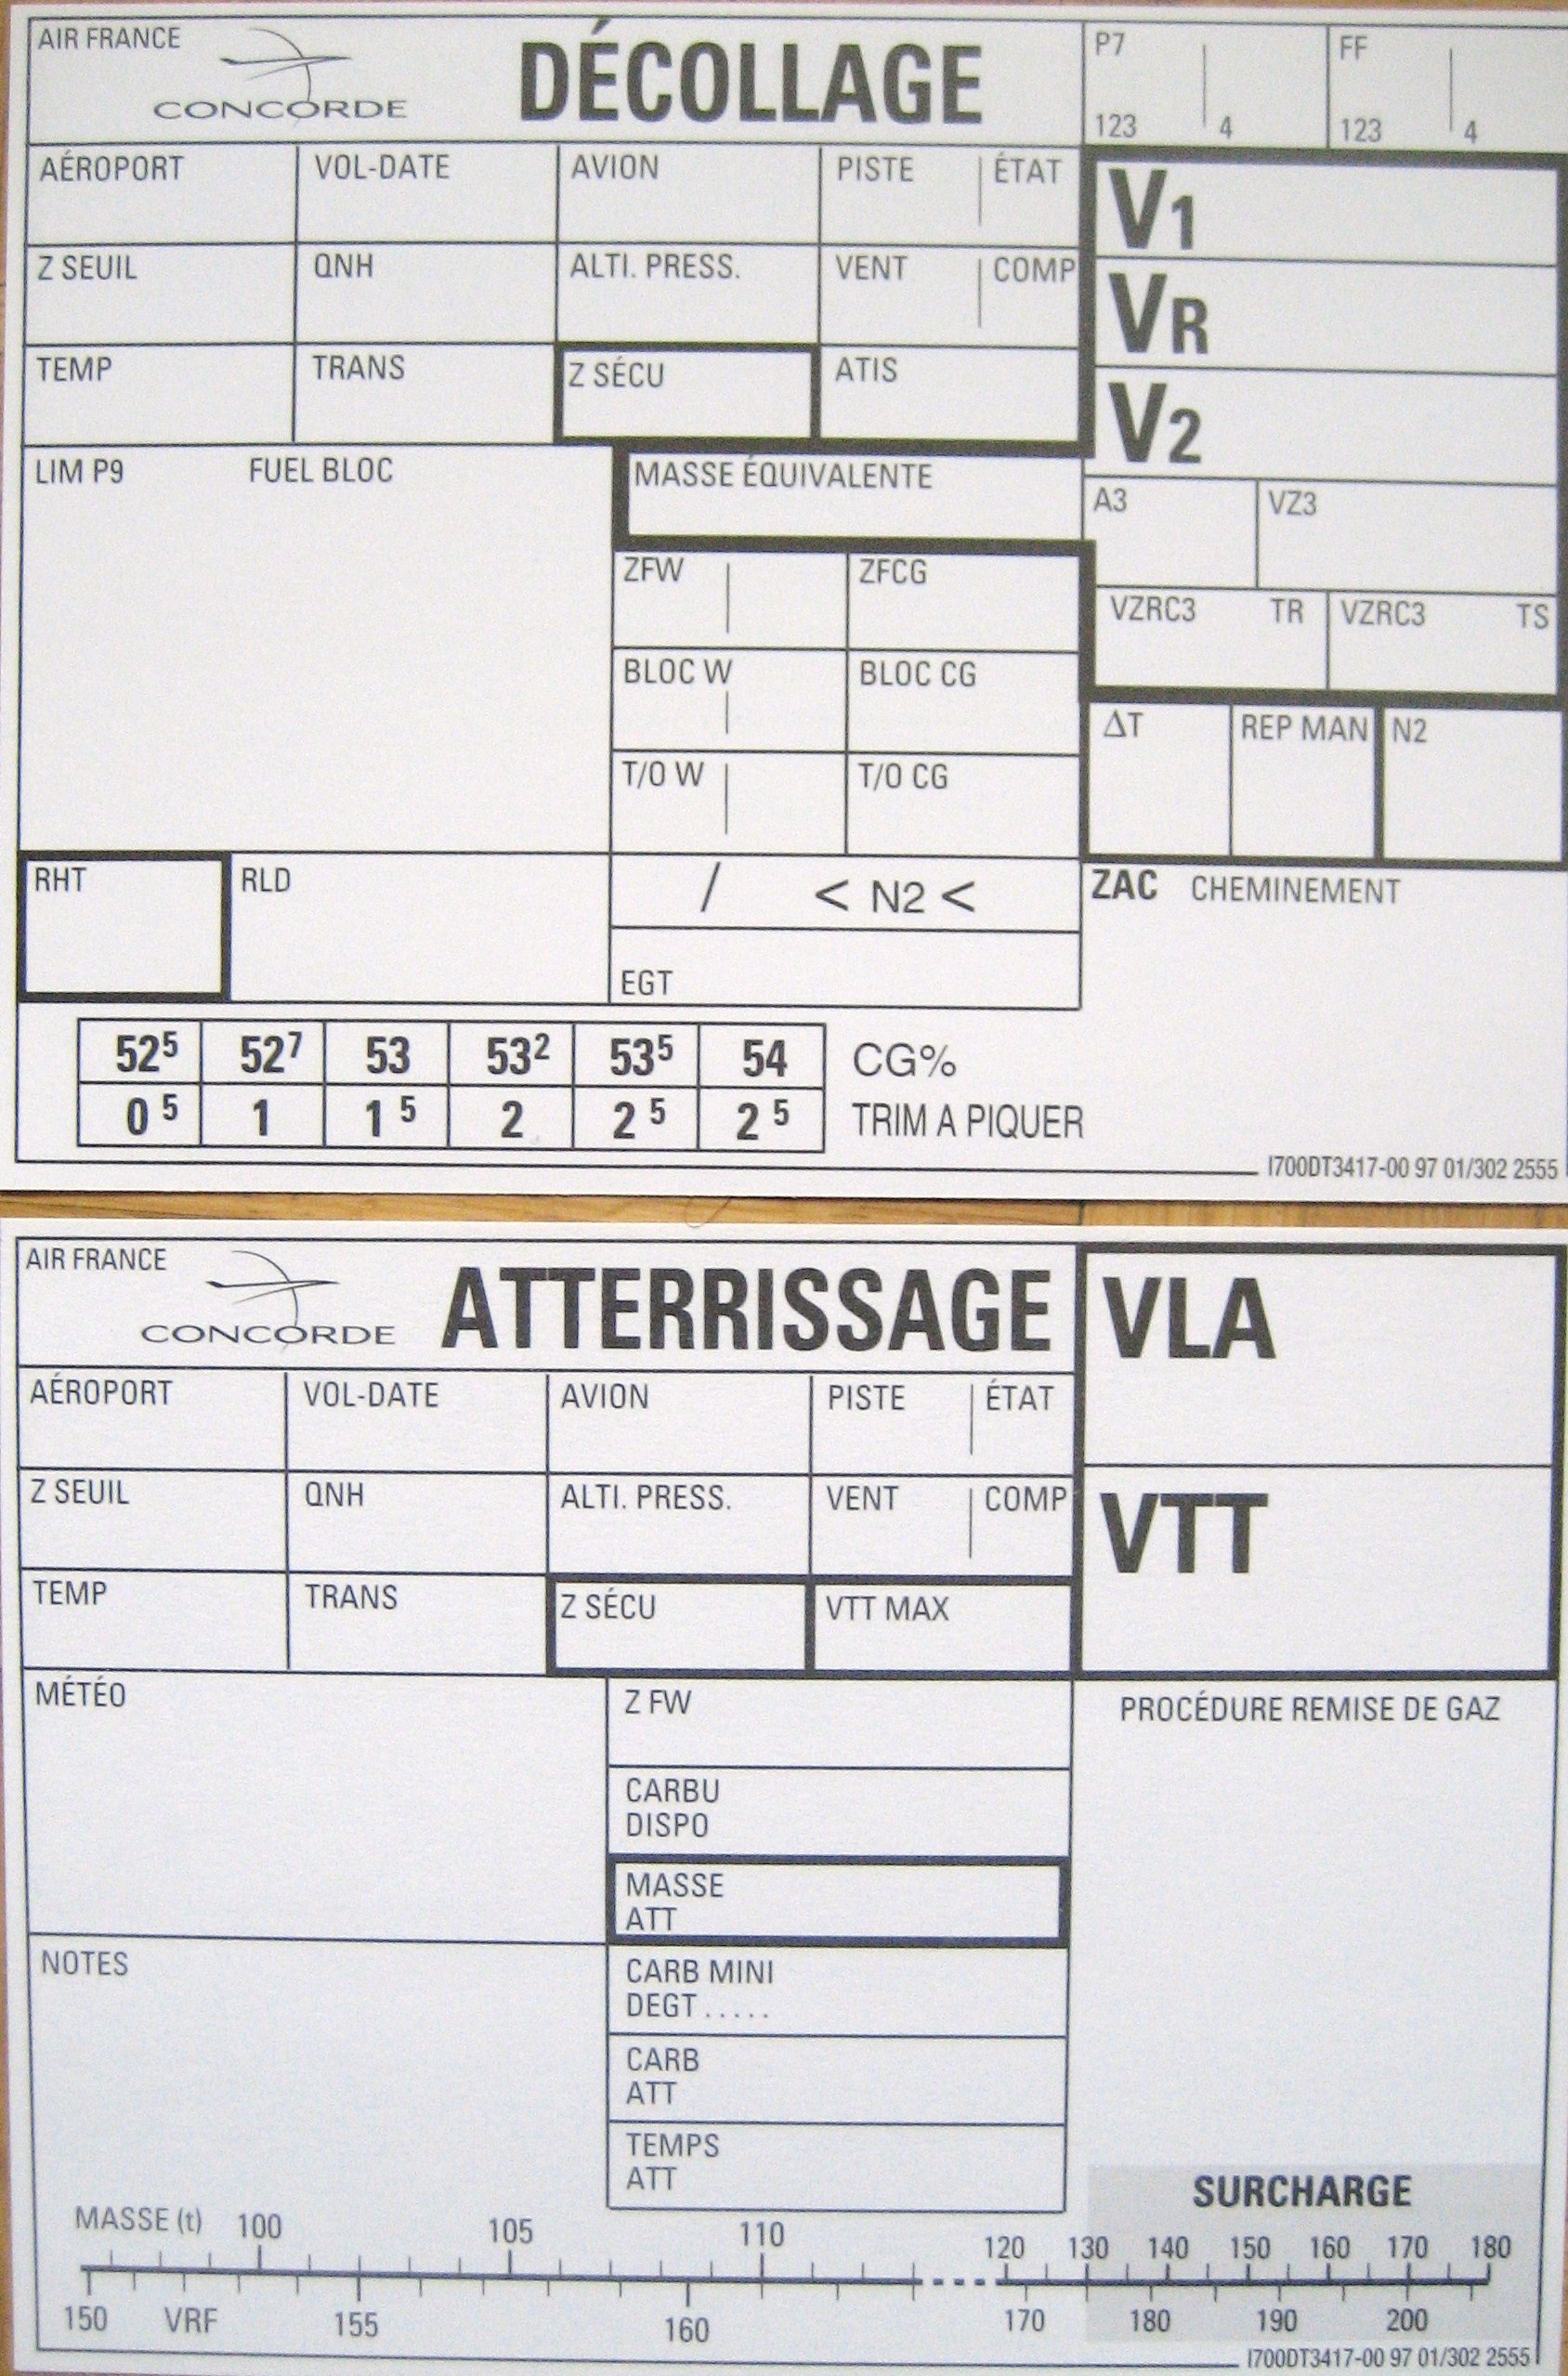 AIR FRANCE
CONCORDE
DÉCOLLAGE
P7
123 4
FF
123 4
AÉROPORT VOL-DATE AVION PISTE ÉTAT
V1
Z SEUIL QNH ALTI. PRESS. VENT COMP
VR
TEMP TRANS Z SÉCU ATIS
V2
LIM P9 FUEL BLOC MASSE ÉQUIVALENTE
A3 VZ3
ZFW ZFCG
VZRC3 TR VZRC3 TS
BLOC W BLOC CG
ΔT REP MAN N2
T/O W T/O CG
RHT RLD / < N2 <
ZAC CHEMINEMENT
EGT
52⁵ 52⁷ 53 53² 53⁵ 54 CG%
0⁵ 1 1⁵ 2 2⁵ 2⁵ TRIM A PIQUER
I700DT3417-00 97 01/302 2555
AIR FRANCE
CONCORDE
ATTERRISSAGE
VLA
AÉROPORT VOL-DATE AVION PISTE ÉTAT
Z SEUIL QNH ALTI. PRESS. VENT COMP
VTT
TEMP TRANS Z SÉCU VTT MAX
MÉTÉO
Z FW
PROCÉDURE REMISE DE GAZ
CARBU
DISPO
MASSE
ATT
NOTES
CARB MINI
DEGT .....
CARB
ATT
TEMPS
ATT
SURCHARGE
MASSE (t) 100 105 110 120 130 140 150 160 170 180
150 VRF 155 160 170 180 190 200
I700DT3417-00 97 01/302 2555